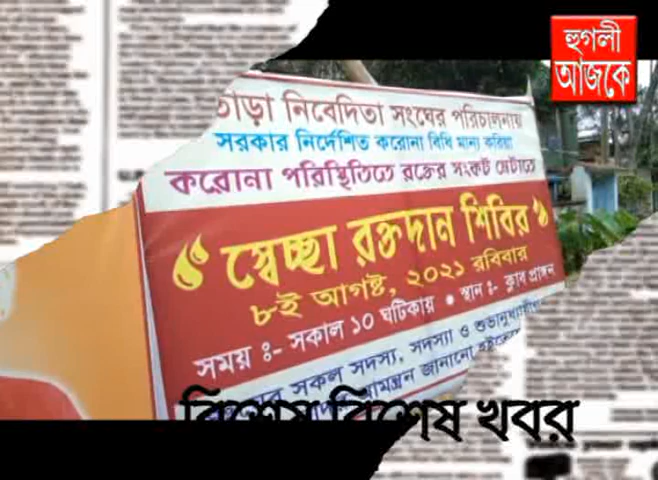 হুগলী
আজকে
নিবেদিতা সংঘের পরিচালনায়
সরকার নির্দেশিত করোনা বিধি মান্য করিয়া
করোনা পরিস্থিতিতে রক্তের সংকট মেটাতে
স্বেচ্ছা রক্তদান শিবির
৮ই আগষ্ট, ২০২১ রবিবার
সময় ঃ- সকাল ১০ ঘটিকায় • স্থান ঃ- ক্লাব প্রাঙ্গন
সকল সদস্য, সদস্যা ও
জানানো হইতেছে
বিশেষ বিশেষ খবর